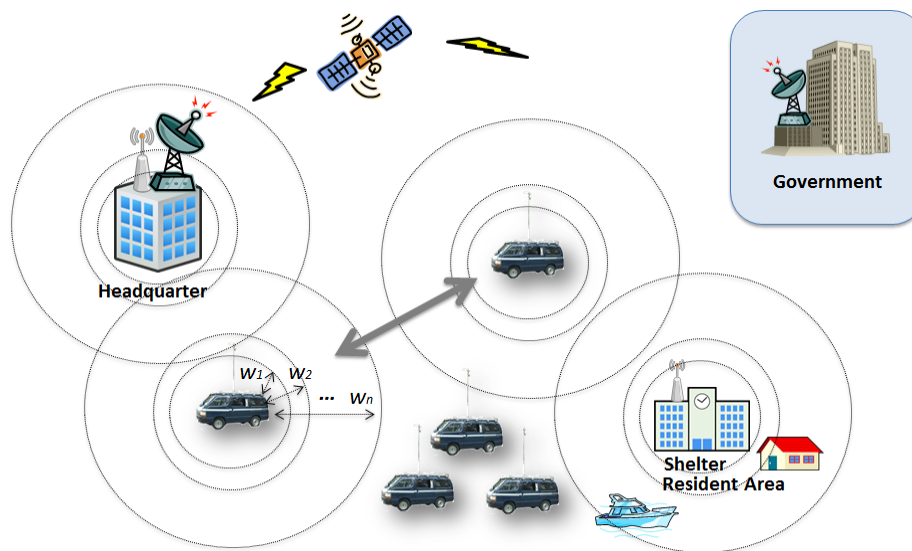 Government
Headquarter
w1 w2
... wn
Shelter
Resident Area